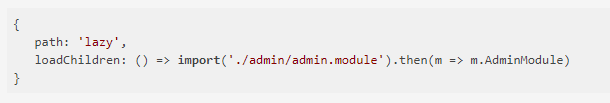 {
   path: 'lazy',
   loadChildren: () => import('./admin/admin.module').then(m => m.AdminModule)
}